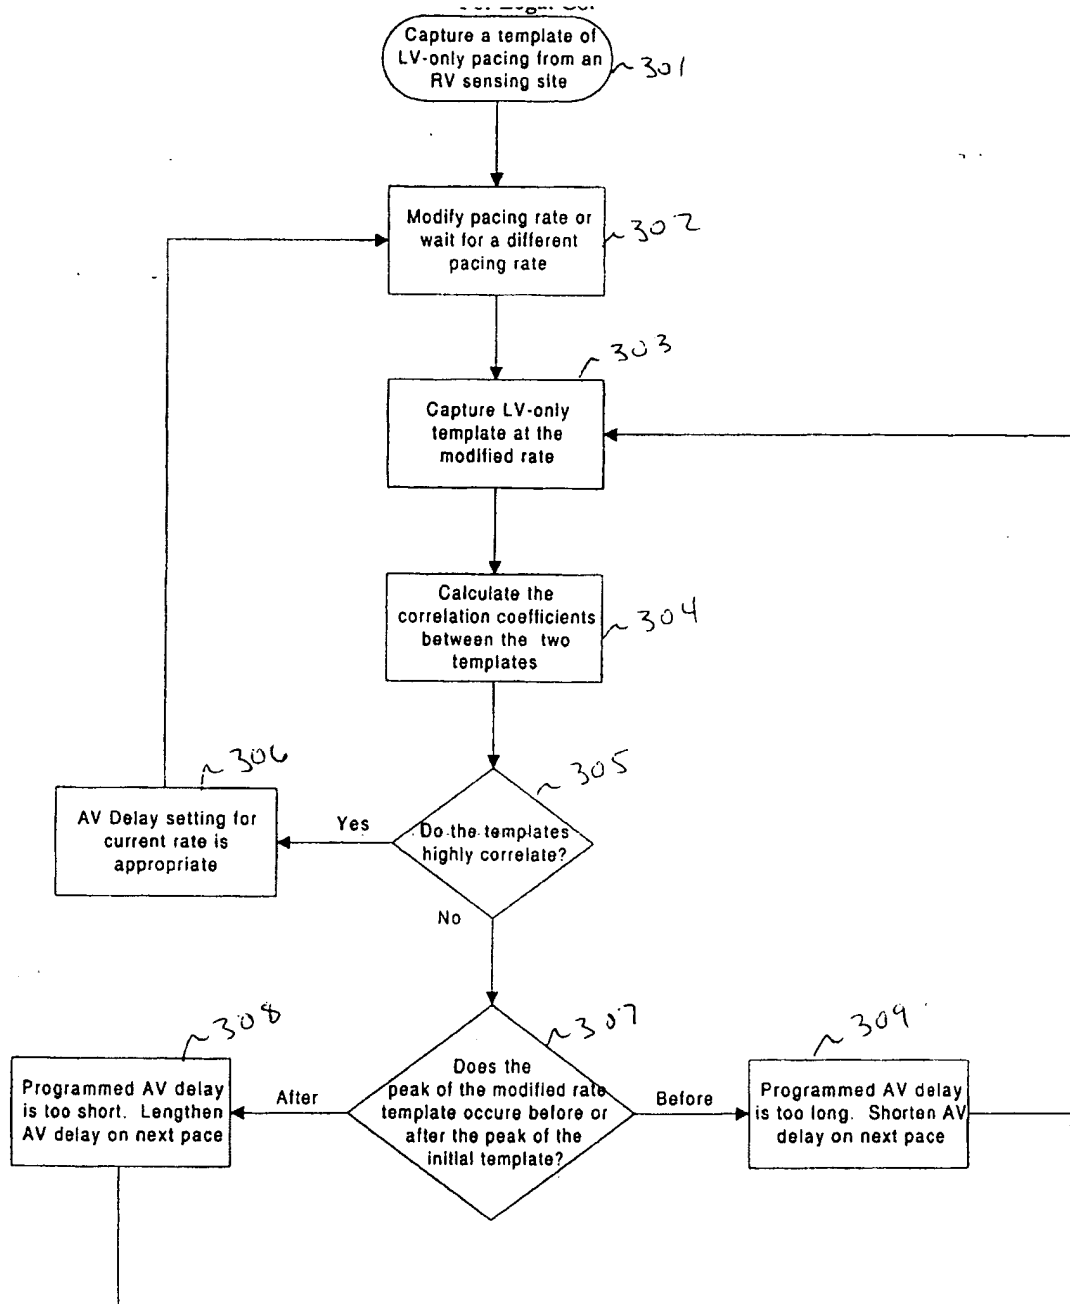 Capture a template of
LV-only pacing from an
RV sensing site
301
Modify pacing rate or
wait for a different
pacing rate
302
303
Capture LV-only
template at the
modified rate
Calculate the
correlation coefficients
between the two
templates
304
306
305
AV Delay setting for
current rate is
appropriate
Yes
Do the templates
highly correlate?
No
308
307
309
Programmed AV delay
is too short. Lengthen
AV delay on next pace
After
Does the
peak of the modified rate
template occure before or
after the peak of the
initial template?
Before
Programmed AV delay
is too long. Shorten AV
delay on next pace